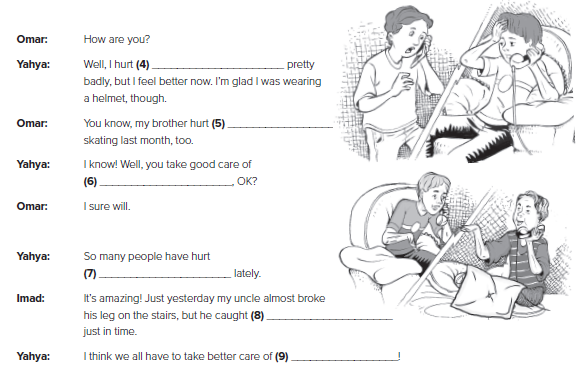 Omar: How are you?
Yahya: Well, I hurt (4) ______________________ pretty
badly, but I feel better now. I'm glad I was wearing
a helmet, though.
Omar: You know, my brother hurt (5) __________________
skating last month, too.
Yahya: I know! Well, you take good care of
(6) ______________________, OK?
Omar: I sure will.
Yahya: So many people have hurt
(7) ______________________ lately.
Imad: It's amazing! Just yesterday my uncle almost broke
his leg on the stairs, but he caught (8) ______________________
just in time.
Yahya: I think we all have to take better care of (9) __________________!